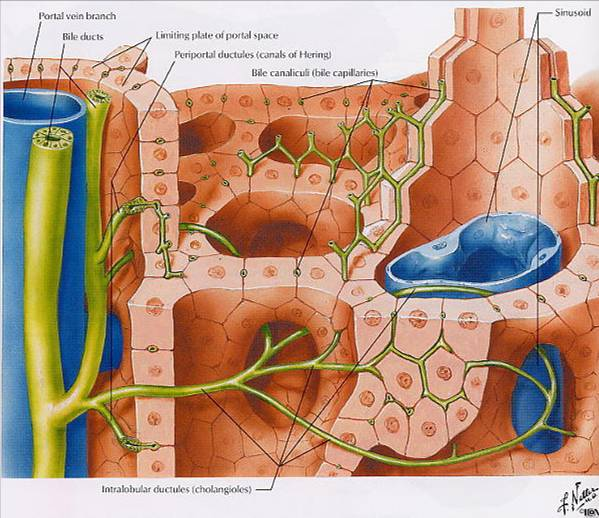 Portal vein branch
Sinusoid
Bile ducts
Limiting plate of portal space
Periportal ductules (canals of Hering)
Bile canaliculi (bile capillaries)
Intralobular ductules (cholangioles)